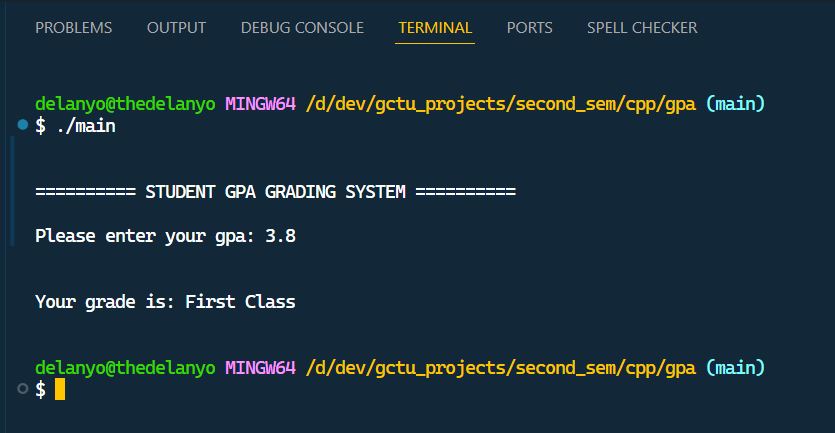 PROBLEMS OUTPUT DEBUG CONSOLE TERMINAL PORTS SPELL CHECKER
delanyo@thedelanyo MINGW64 /d/dev/gctu_projects/second_sem/cpp/gpa (main)
$ ./main
========== STUDENT GPA GRADING SYSTEM ==========
Please enter your gpa: 3.8
Your grade is: First Class
delanyo@thedelanyo MINGW64 /d/dev/gctu_projects/second_sem/cpp/gpa (main)
$